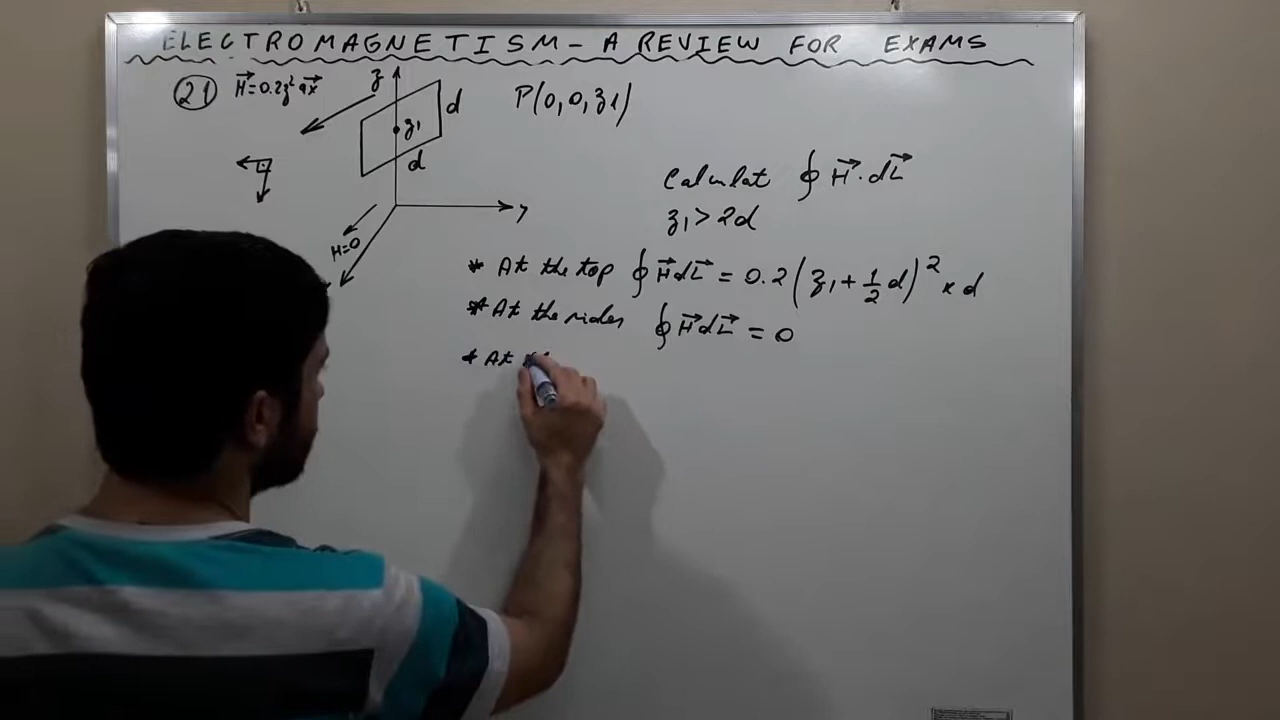 ELECTROMAGNETISM - A REVIEW FOR EXAMS
21 H⃗=0.2z² ax⃗
z
d
P(0,0,z1)
z1
d
Calculat ∮ H⃗.dL⃗
y
z1>2d
H=0
* At the top ∮ H⃗dL⃗ = 0.2(z1+½d)² x d
* At the sides ∮ H⃗dL⃗ = 0
* At